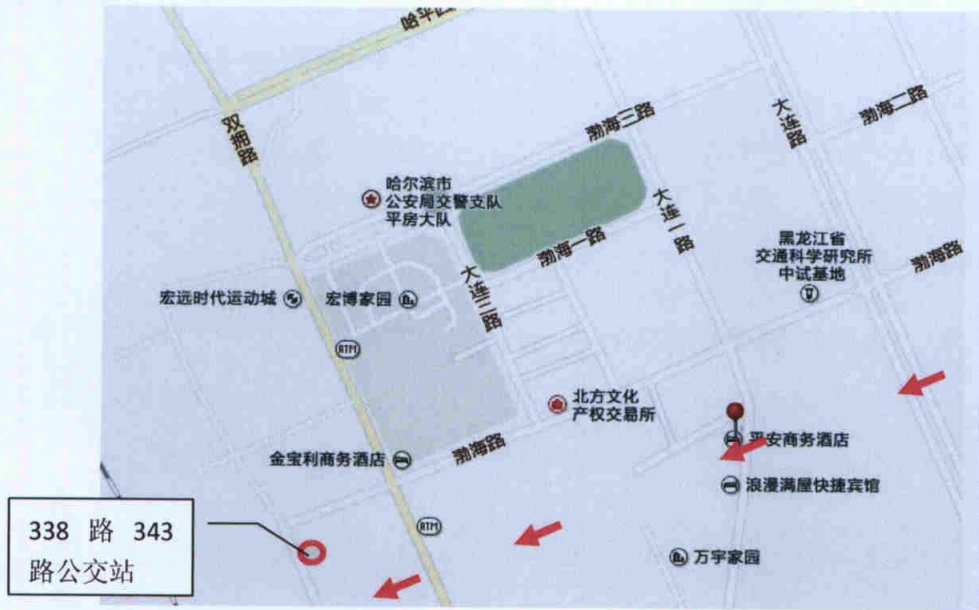 哈平西
双拥路
渤海三路
大连路
渤海二路
哈尔滨市
公安局交警支队
平房大队
大连一路
渤海一路
黑龙江省
交通科学研究所
中试基地
渤海路
大连三路
宏远时代运动城
宏博家园
ATM
北方文化
产权交易所
平安商务酒店
渤海路
金宝利商务酒店
浪漫满屋快捷宾馆
ATM
万宇家园
338 路 343
路公交站